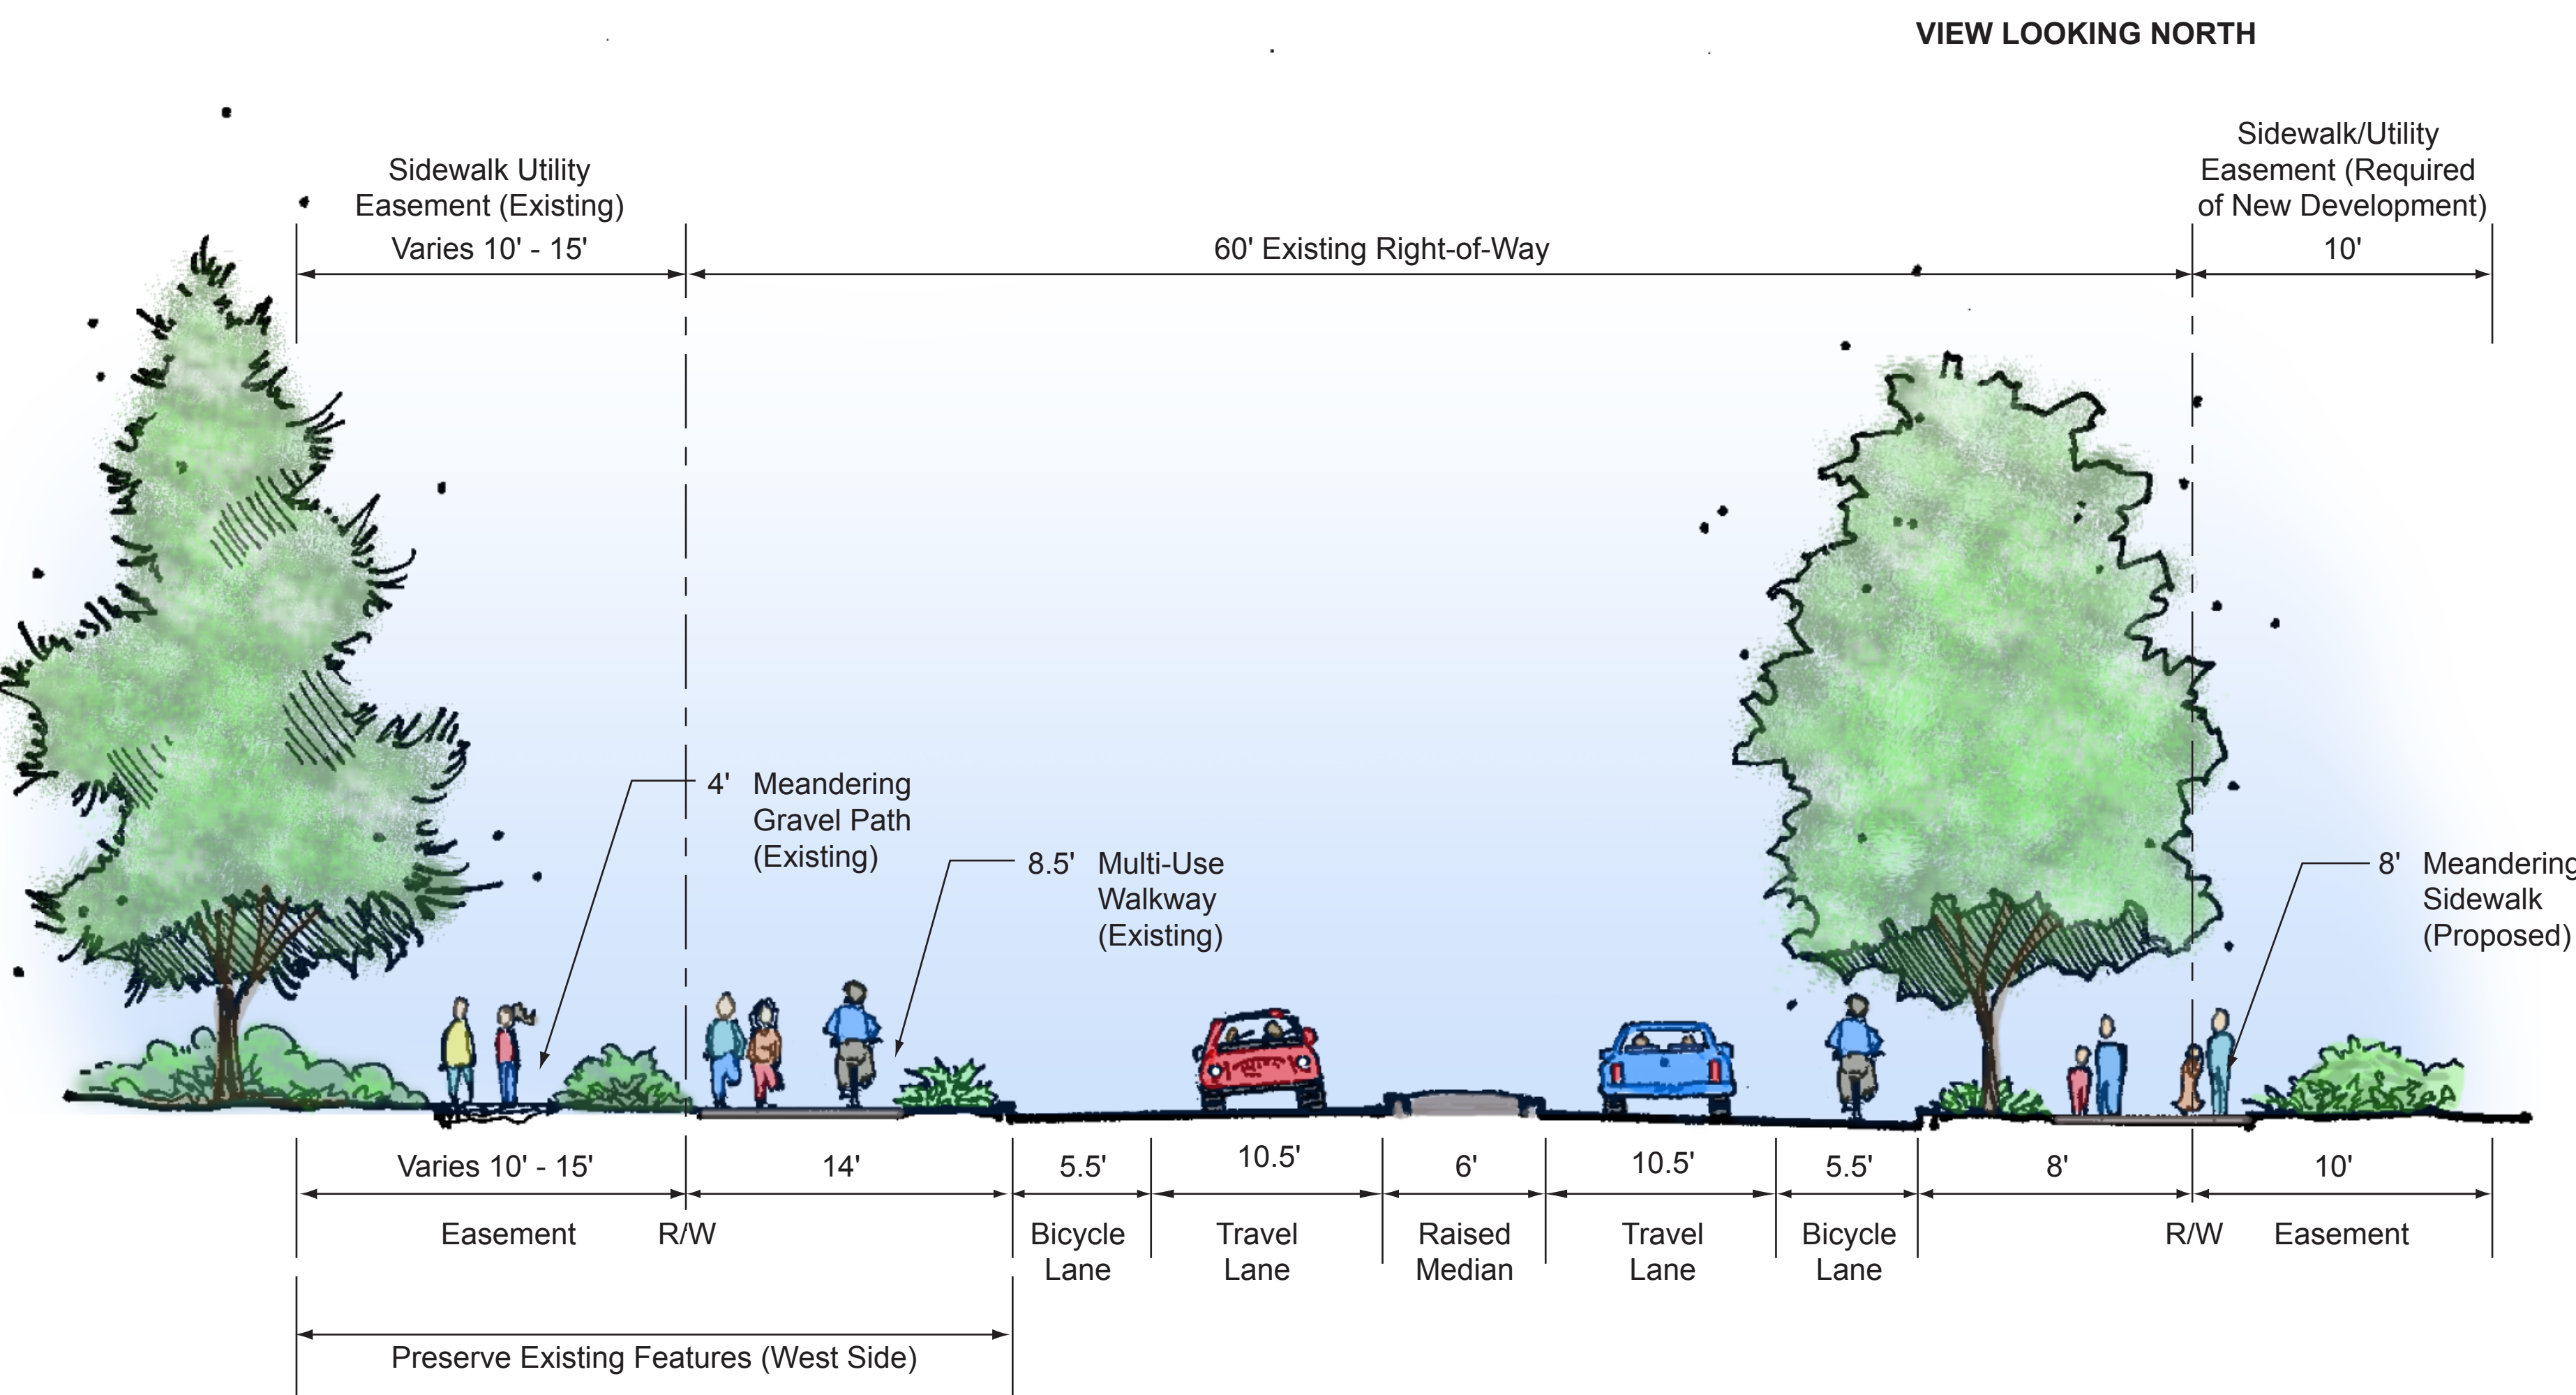 VIEW LOOKING NORTH
Sidewalk Utility
Easement (Existing)
Varies 10' - 15'
60' Existing Right-of-Way
Sidewalk/Utility
Easement (Required
of New Development)
10'
4' Meandering
Gravel Path
(Existing)
8.5' Multi-Use
Walkway
(Existing)
8' Meandering
Sidewalk
(Proposed)
Varies 10' - 15'
14'
5.5'
10.5'
6'
10.5'
5.5'
8'
10'
Easement
R/W
Bicycle
Lane
Travel
Lane
Raised
Median
Travel
Lane
Bicycle
Lane
R/W
Easement
Preserve Existing Features (West Side)